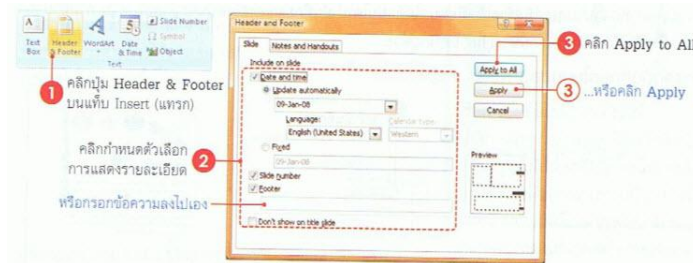 Text Box
Header & Footer
WordArt
Date & Time
Slide Number
Symbol
Object
Text
1 คลิกปุ่ม Header & Footer
บนแท็บ Insert (แทรก)
คลิกกำหนดตัวเลือก
การแสดงรายละเอียด
2
หรือกรอกข้อความลงไปเอง
Header and Footer
Slide
Notes and Handouts
Include on slide
Date and time
Update automatically
09-Jan-08
Language:
Calendar type:
English (United States)
Western
Fixed
09-Jan-08
Slide number
Footer
Don't show on title slide
Apply to All
Apply
Cancel
Preview
3 คลิก Apply to All
3 ...หรือคลิก Apply